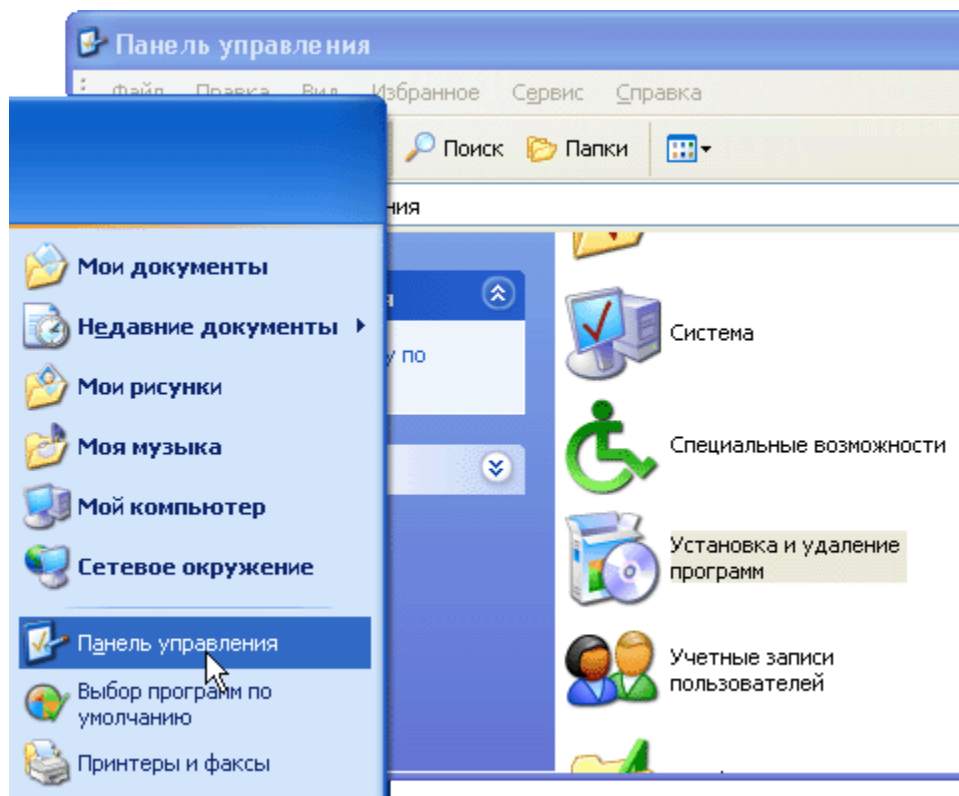 Панель управления
Файл Правка Вид Избранное Сервис Справка
Поиск Папки
ния
Мои документы
Недавние документы
Мои рисунки
Моя музыка
Мой компьютер
Сетевое окружение
Панель управления
Выбор программ по
умолчанию
Принтеры и факсы
я
у по
Система
Специальные возможности
Установка и удаление
программ
Учетные записи
пользователей